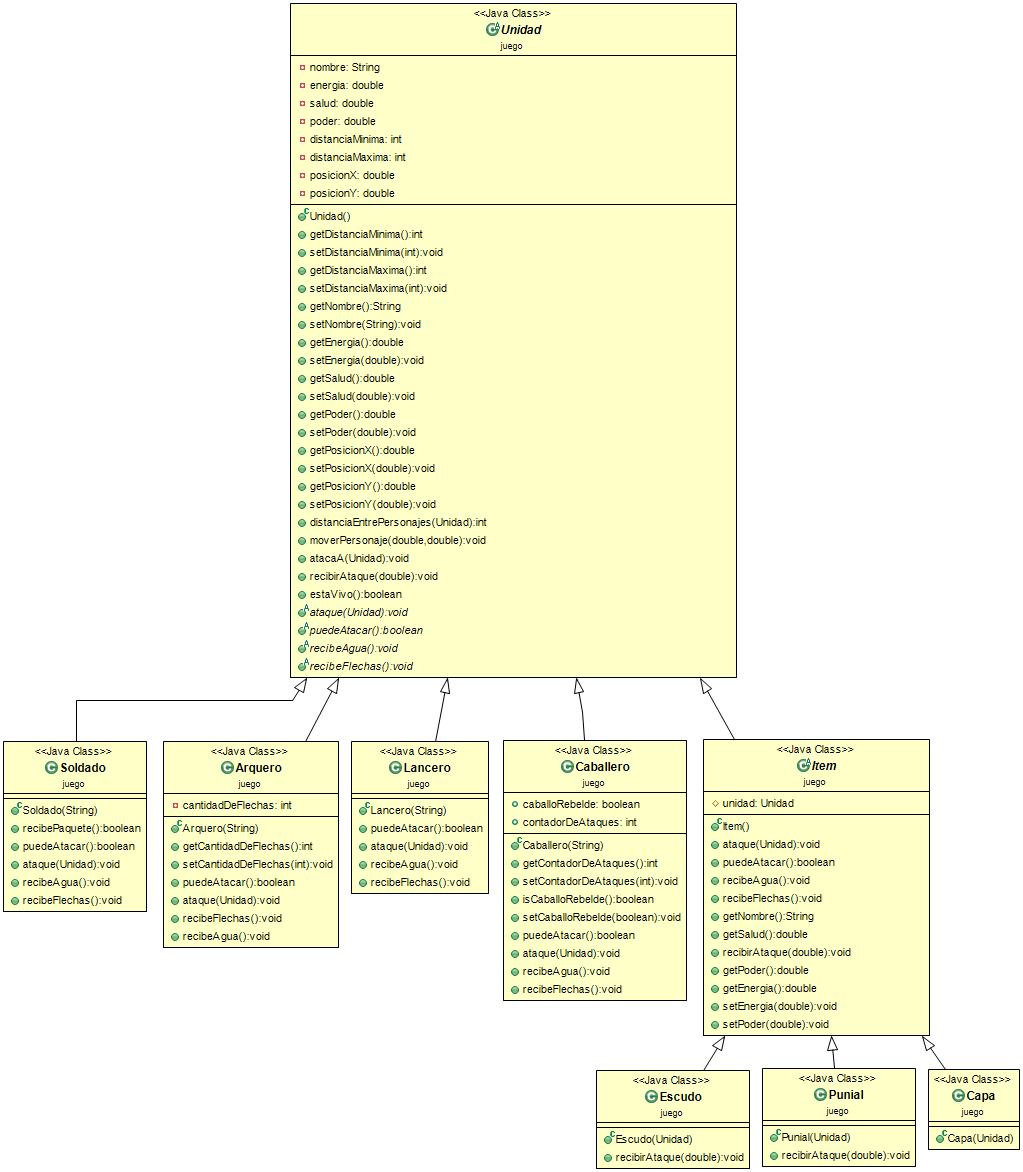 <<Java Class>>
Unidad
juego
nombre: String
energia: double
salud: double
poder: double
distanciaMinima: int
distanciaMaxima: int
posicionX: double
posicionY: double
Unidad()
getDistanciaMinima():int
setDistanciaMinima(int):void
getDistanciaMaxima():int
setDistanciaMaxima(int):void
getNombre():String
setNombre(String):void
getEnergia():double
setEnergia(double):void
getSalud():double
setSalud(double):void
getPoder():double
setPoder(double):void
getPosicionX():double
setPosicionX(double):void
getPosicionY():double
setPosicionY(double):void
distanciaEntrePersonajes(Unidad):int
moverPersonaje(double,double):void
atacaA(Unidad):void
recibirAtaque(double):void
estaVivo():boolean
ataque(Unidad):void
puedeAtacar():boolean
recibeAgua():void
recibeFlechas():void
<<Java Class>>
Soldado
juego
Soldado(String)
recibePaquete():boolean
puedeAtacar():boolean
ataque(Unidad):void
recibeAgua():void
recibeFlechas():void
<<Java Class>>
Arquero
juego
cantidadDeFlechas: int
Arquero(String)
getCantidadDeFlechas():int
setCantidadDeFlechas(int):void
puedeAtacar():boolean
ataque(Unidad):void
recibeFlechas():void
recibeAgua():void
<<Java Class>>
Lancero
juego
Lancero(String)
puedeAtacar():boolean
ataque(Unidad):void
recibeAgua():void
recibeFlechas():void
<<Java Class>>
Caballero
juego
caballoRebelde: boolean
contadorDeAtaques: int
Caballero(String)
getContadorDeAtaques():int
setContadorDeAtaques(int):void
isCaballoRebelde():boolean
setCaballoRebelde(boolean):void
puedeAtacar():boolean
ataque(Unidad):void
recibeAgua():void
recibeFlechas():void
<<Java Class>>
Item
juego
unidad: Unidad
Item()
ataque(Unidad):void
puedeAtacar():boolean
recibeAgua():void
recibeFlechas():void
getNombre():String
getSalud():double
recibirAtaque(double):void
getPoder():double
getEnergia():double
setEnergia(double):void
setPoder(double):void
<<Java Class>>
Escudo
juego
Escudo(Unidad)
recibirAtaque(double):void
<<Java Class>>
Punial
juego
Punial(Unidad)
recibirAtaque(double):void
<<Java Class>>
Capa
juego
Capa(Unidad)